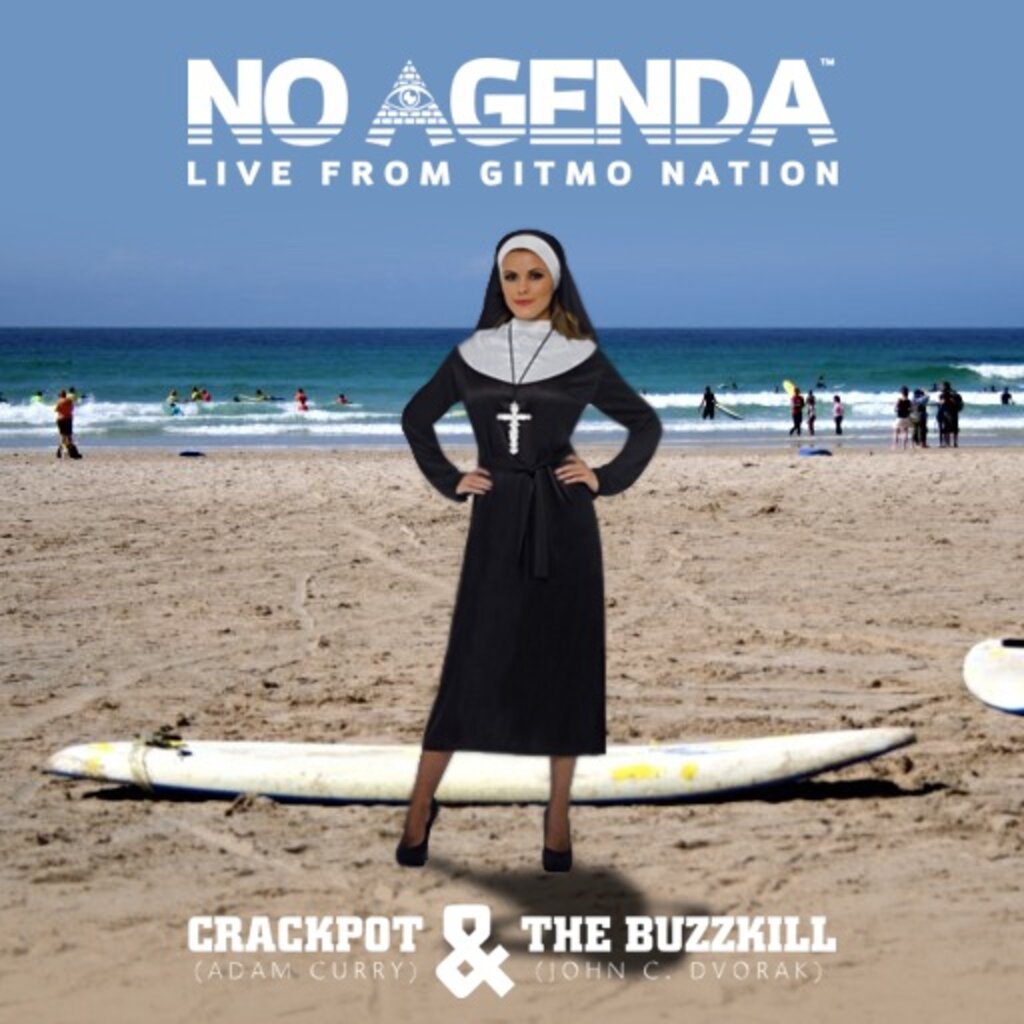 NO AGENDA™
LIVE FROM GITMO NATION
CRACKPOT & THE BUZZKILL
(ADAM CURRY) (JOHN C. DVORAK)